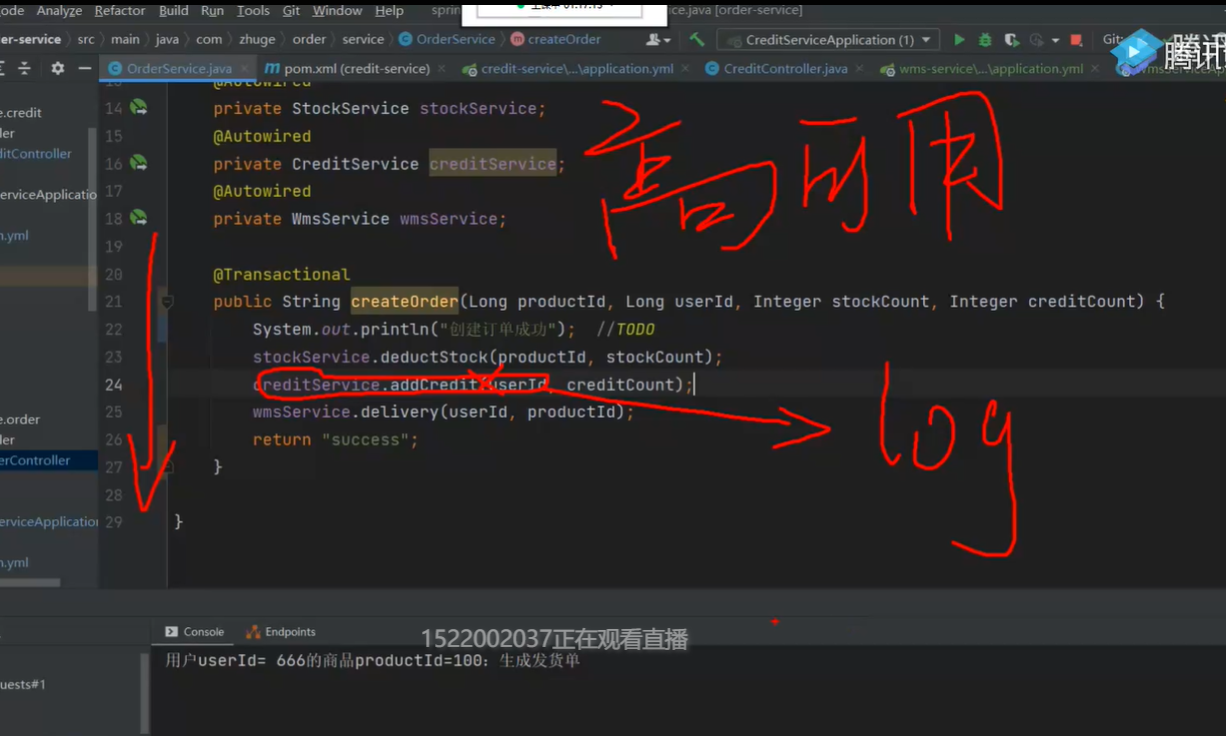 ode Analyze Refactor Build Run Tools Git Window Help sprin
ce.java [order-service]
er-service src main java com zhuge order service OrderService createOrder CreditServiceApplication (1) Git:
腾讯
OrderService.java pom.xml (credit-service) credit-service\...\application.yml CreditController.java wms-service\...\application.yml
e.credit
der
ditController
erviceApplicatio
n.yml
e.order
ler
erController
erviceApplication
n.yml
13 @Autowired
14 private StockService stockService;
15 @Autowired
16 private CreditService creditService;
17 @Autowired
18 private WmsService wmsService;
19
20 @Transactional
21 public String createOrder(Long productId, Long userId, Integer stockCount, Integer creditCount) {
22 System.out.println("创建订单成功"); //TODO
23 stockService.deductStock(productId, stockCount);
24 creditService.addCredit(userId, creditCount);
25 wmsService.delivery(userId, productId);
26 return "success";
27 }
28
29 }
高可用
log
Console Endpoints
1522002037正在观看直播
用户userId= 666的商品productId=100：生成发货单
uests#1